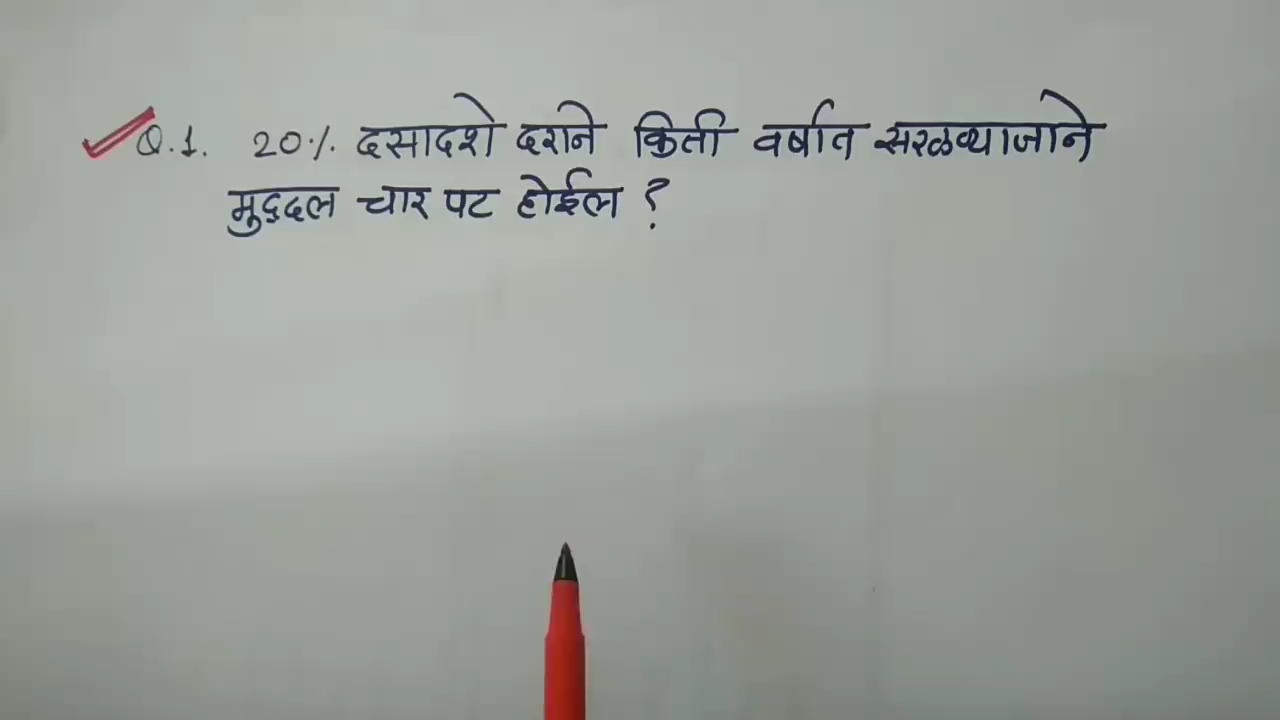 Q.1. 20% दसादशे दराने किती वर्षात सरळव्याजाने
मुद्दल चार पट होईल ?